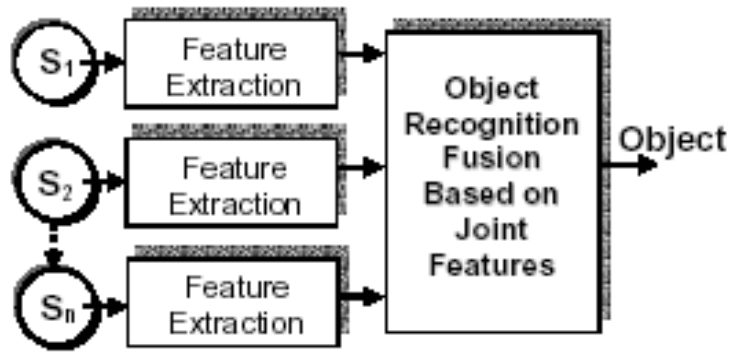 S1
Feature
Extraction
S2
Feature
Extraction
Sn
Feature
Extraction
Object
Recognition
Fusion
Based on
Joint
Features
Object